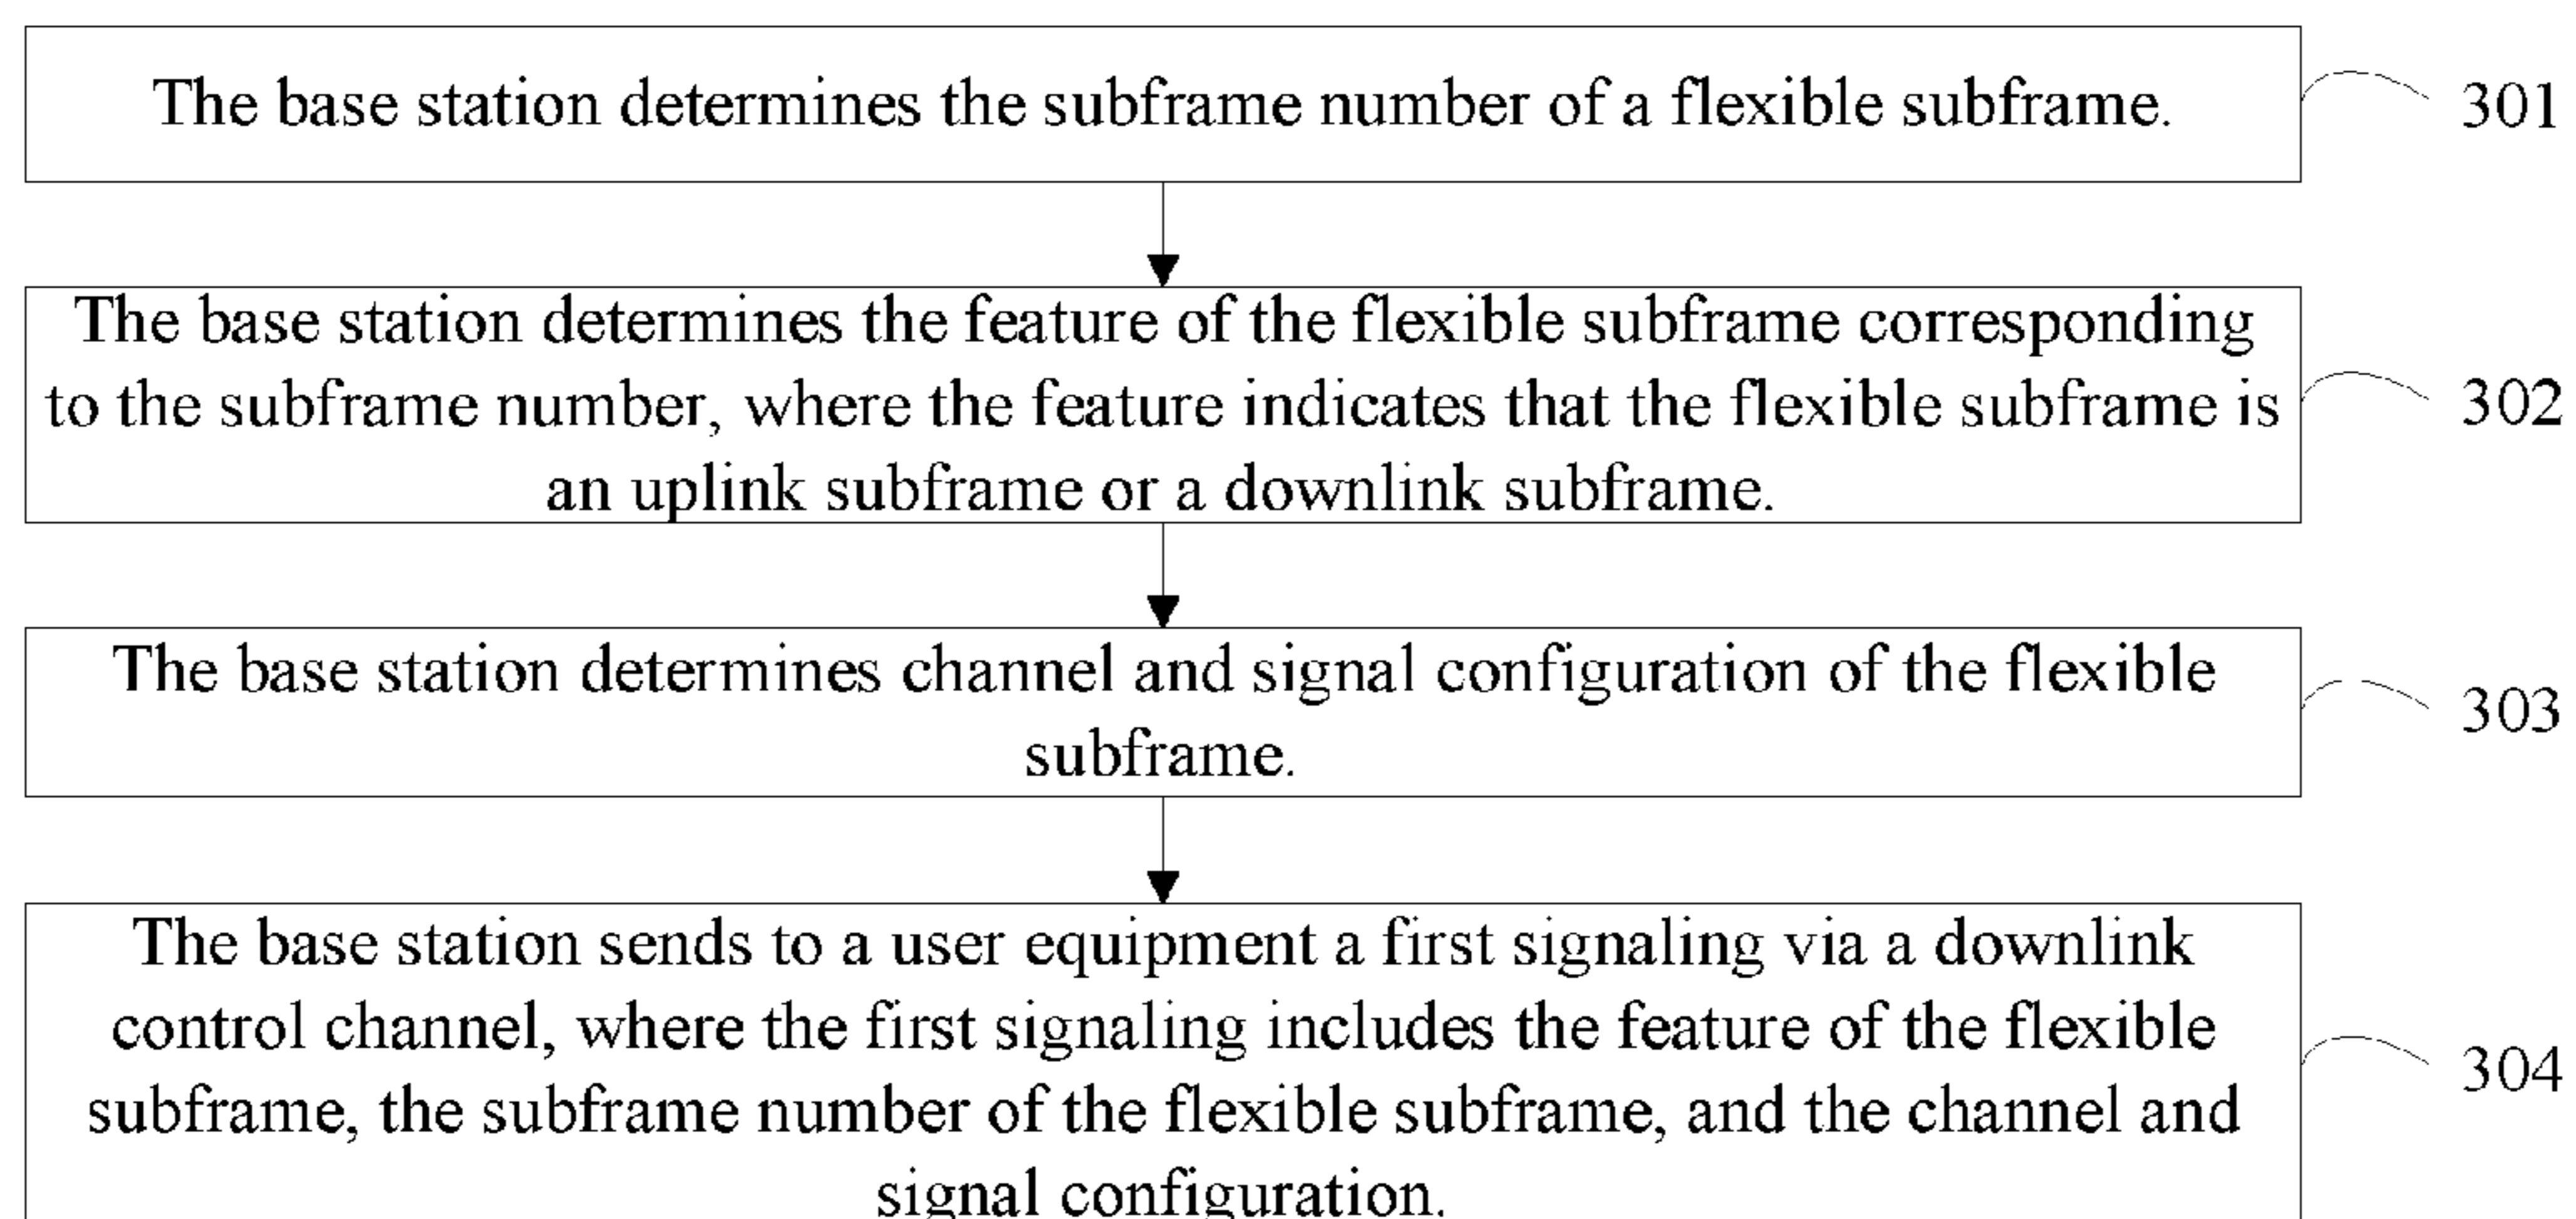 The base station determines the subframe number of a flexible subframe.
301
The base station determines the feature of the flexible subframe corresponding
to the subframe number, where the feature indicates that the flexible subframe is
an uplink subframe or a downlink subframe.
302
The base station determines channel and signal configuration of the flexible
subframe.
303
The base station sends to a user equipment a first signaling via a downlink
control channel, where the first signaling includes the feature of the flexible
subframe, the subframe number of the flexible subframe, and the channel and
signal configuration.
304